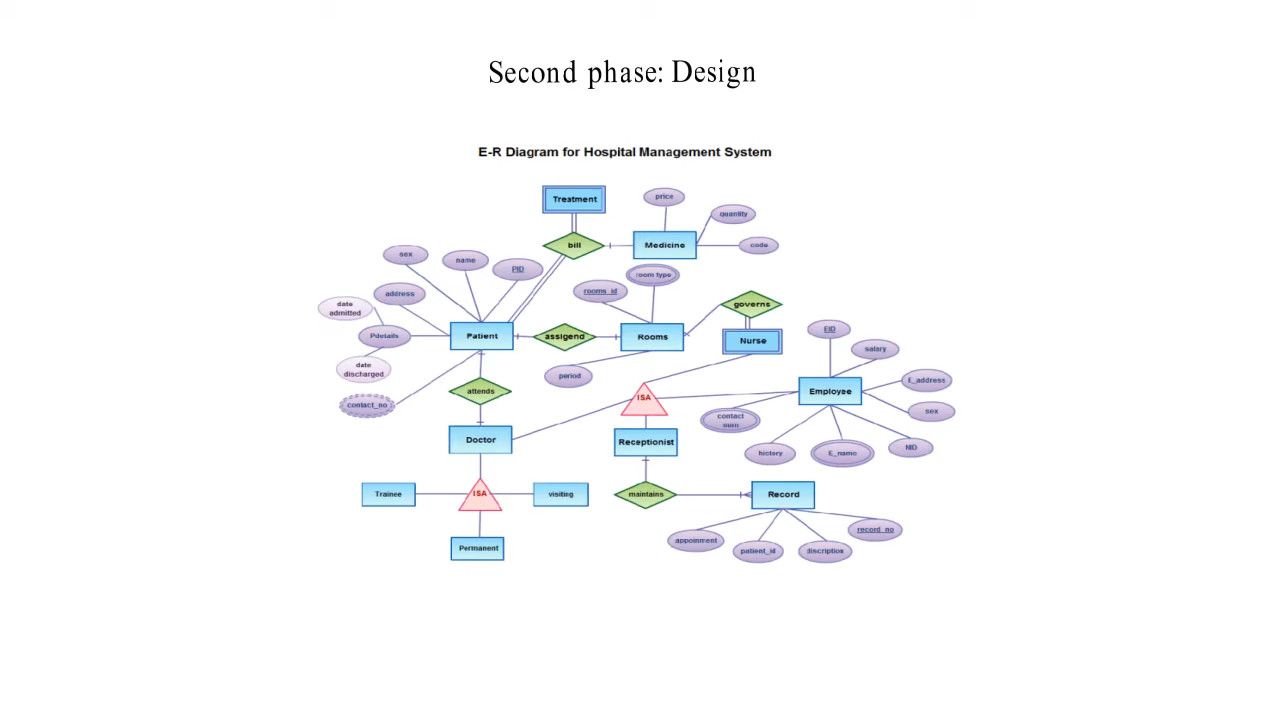 Second phase: Design
E-R Diagram for Hospital Management System
Treatment
price
quantity
bill
Medicine
code
sex
name
PID
room type
address
rooms_id
date
admitted
governs
Pdetails
Patient
assigend
Rooms
Nurse
EID
salary
date
discharged
period
E_address
attends
ISA
Employee
contact_no
sex
contact
num
Doctor
Receptionist
history
E_name
NID
Trainee
ISA
visiting
maintains
Record
record_no
appoinment
patient_id
discription
Permanent